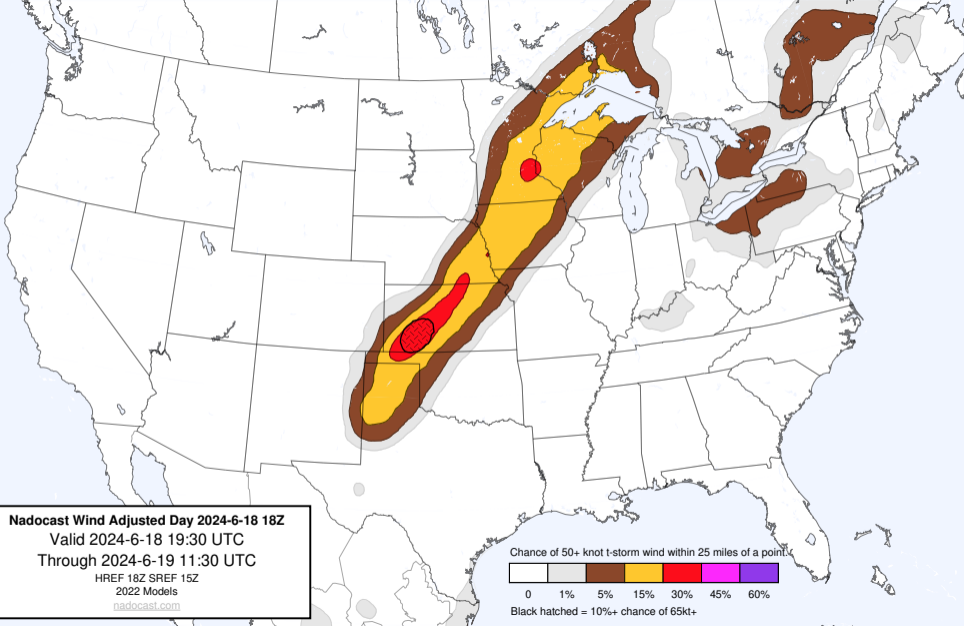 Nadocast Wind Adjusted Day 2024-6-18 18Z
Valid 2024-6-18 19:30 UTC
Through 2024-6-19 11:30 UTC
HREF 18Z SREF 15Z
2022 Models
nadocast.com
Chance of 50+ knot t-storm wind within 25 miles of a point.
0 1% 5% 15% 30% 45% 60%
Black hatched = 10%+ chance of 65kt+